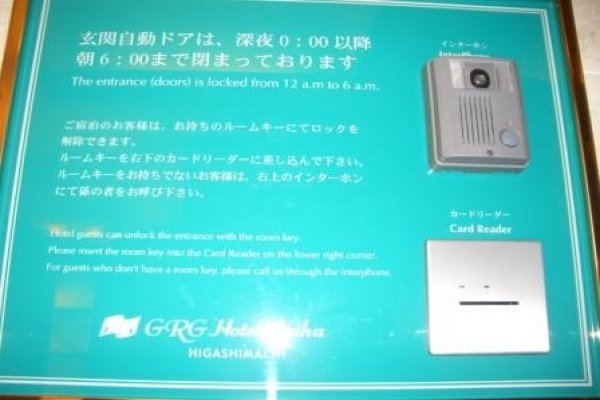 玄関自動ドアは、深夜0:00以降
朝6:00まで閉まっております
The entrance (doors) is locked from 12 a.m to 6 a.m.
インターホン
InterPhone
ご宿泊のお客様は、お持ちのルームキーにてロックを
解除できます。
ルームキーを右下のカードリーダーに差し込んで下さい。
ルームキーをお持ちでないお客様は、右上のインターホン
にて係の者をお呼び下さい。
Hotel guests can unlock the entrance with the room key.
Please insert the room key into the Card Reader on the lower right corner.
For guests who don't have a room key, please call us through the interphone.
カードリーダー
Card Reader
GRG Hotel Naha
HIGASHIMACHI